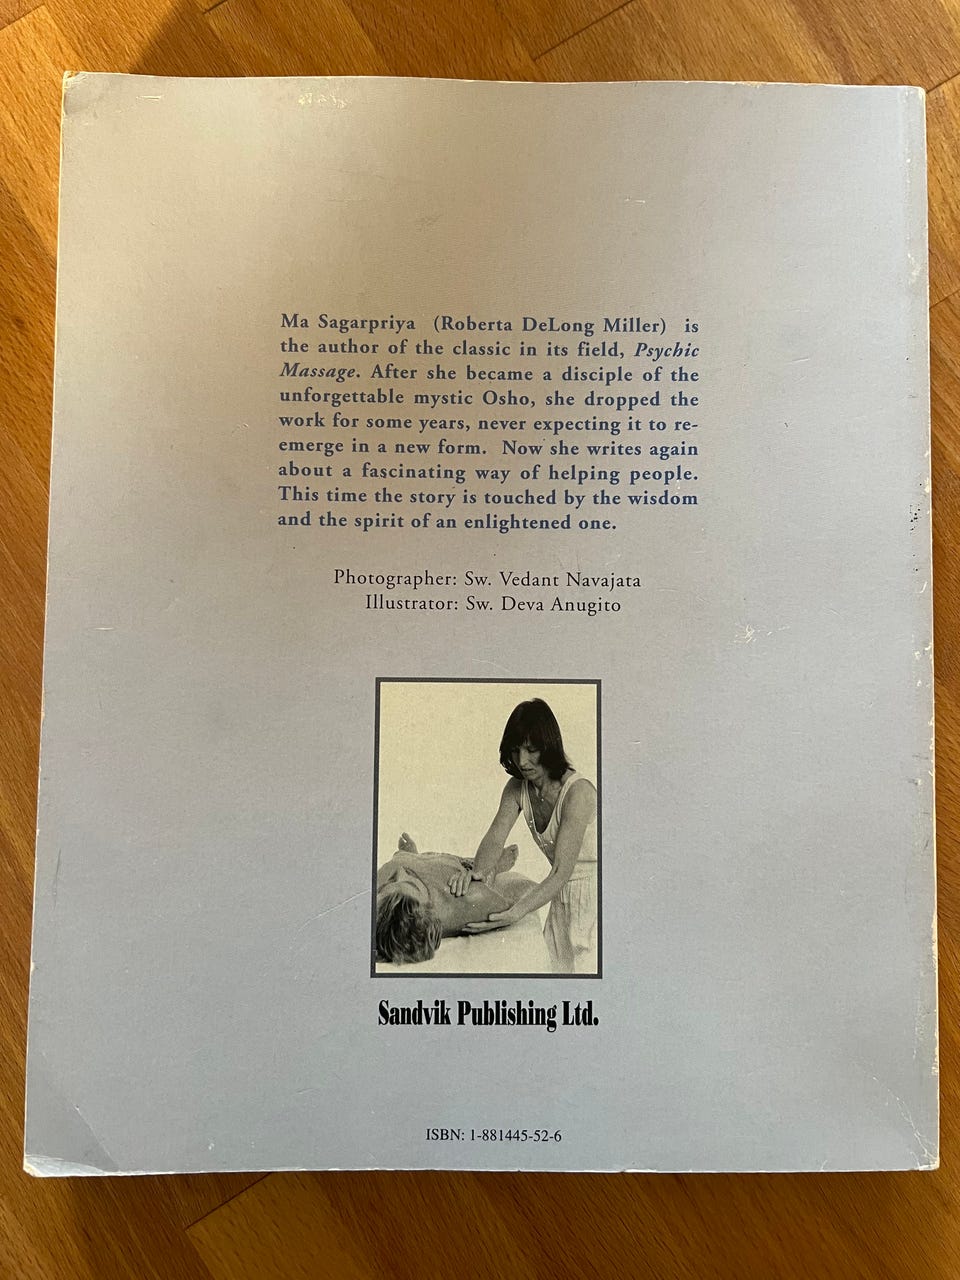 Ma Sagarpriya (Roberta DeLong Miller) is
the author of the classic in its field, Psychic
Massage. After she became a disciple of the
unforgettable mystic Osho, she dropped the
work for some years, never expecting it to re-
emerge in a new form. Now she writes again
about a fascinating way of helping people.
This time the story is touched by the wisdom
and the spirit of an enlightened one.
Photographer: Sw. Vedant Navajata
Illustrator: Sw. Deva Anugito
Sandvik Publishing Ltd.
ISBN: 1-881445-52-6